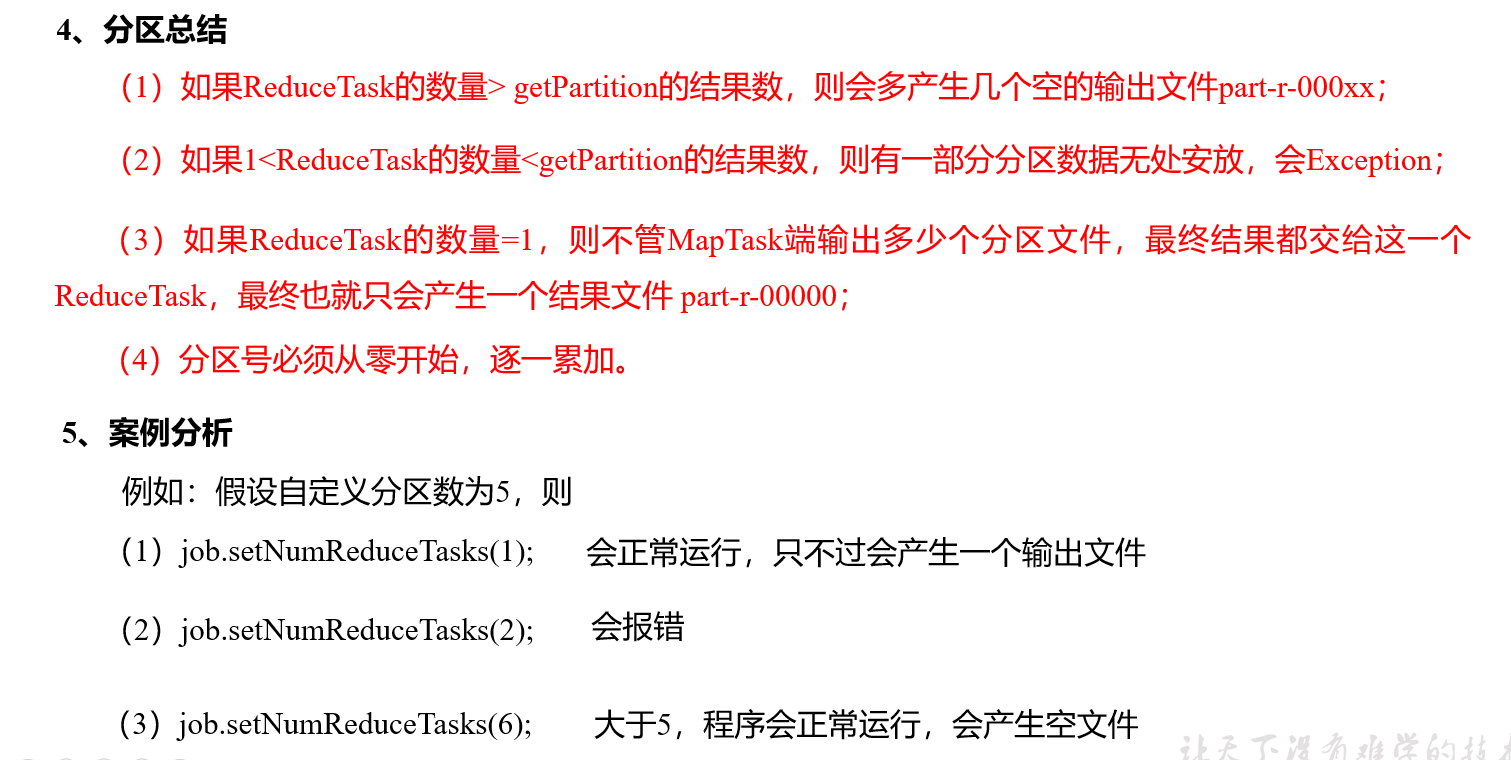 4、分区总结
（1）如果ReduceTask的数量> getPartition的结果数，则会多产生几个空的输出文件part-r-000xx；
（2）如果1<ReduceTask的数量<getPartition的结果数，则有一部分分区数据无处安放，会Exception；
（3）如果ReduceTask的数量=1，则不管MapTask端输出多少个分区文件，最终结果都交给这一个
ReduceTask，最终也就只会产生一个结果文件 part-r-00000；
（4）分区号必须从零开始，逐一累加。
5、案例分析
例如：假设自定义分区数为5，则
（1）job.setNumReduceTasks(1); 会正常运行，只不过会产生一个输出文件
（2）job.setNumReduceTasks(2); 会报错
（3）job.setNumReduceTasks(6); 大于5，程序会正常运行，会产生空文件
让天下没有难学的技